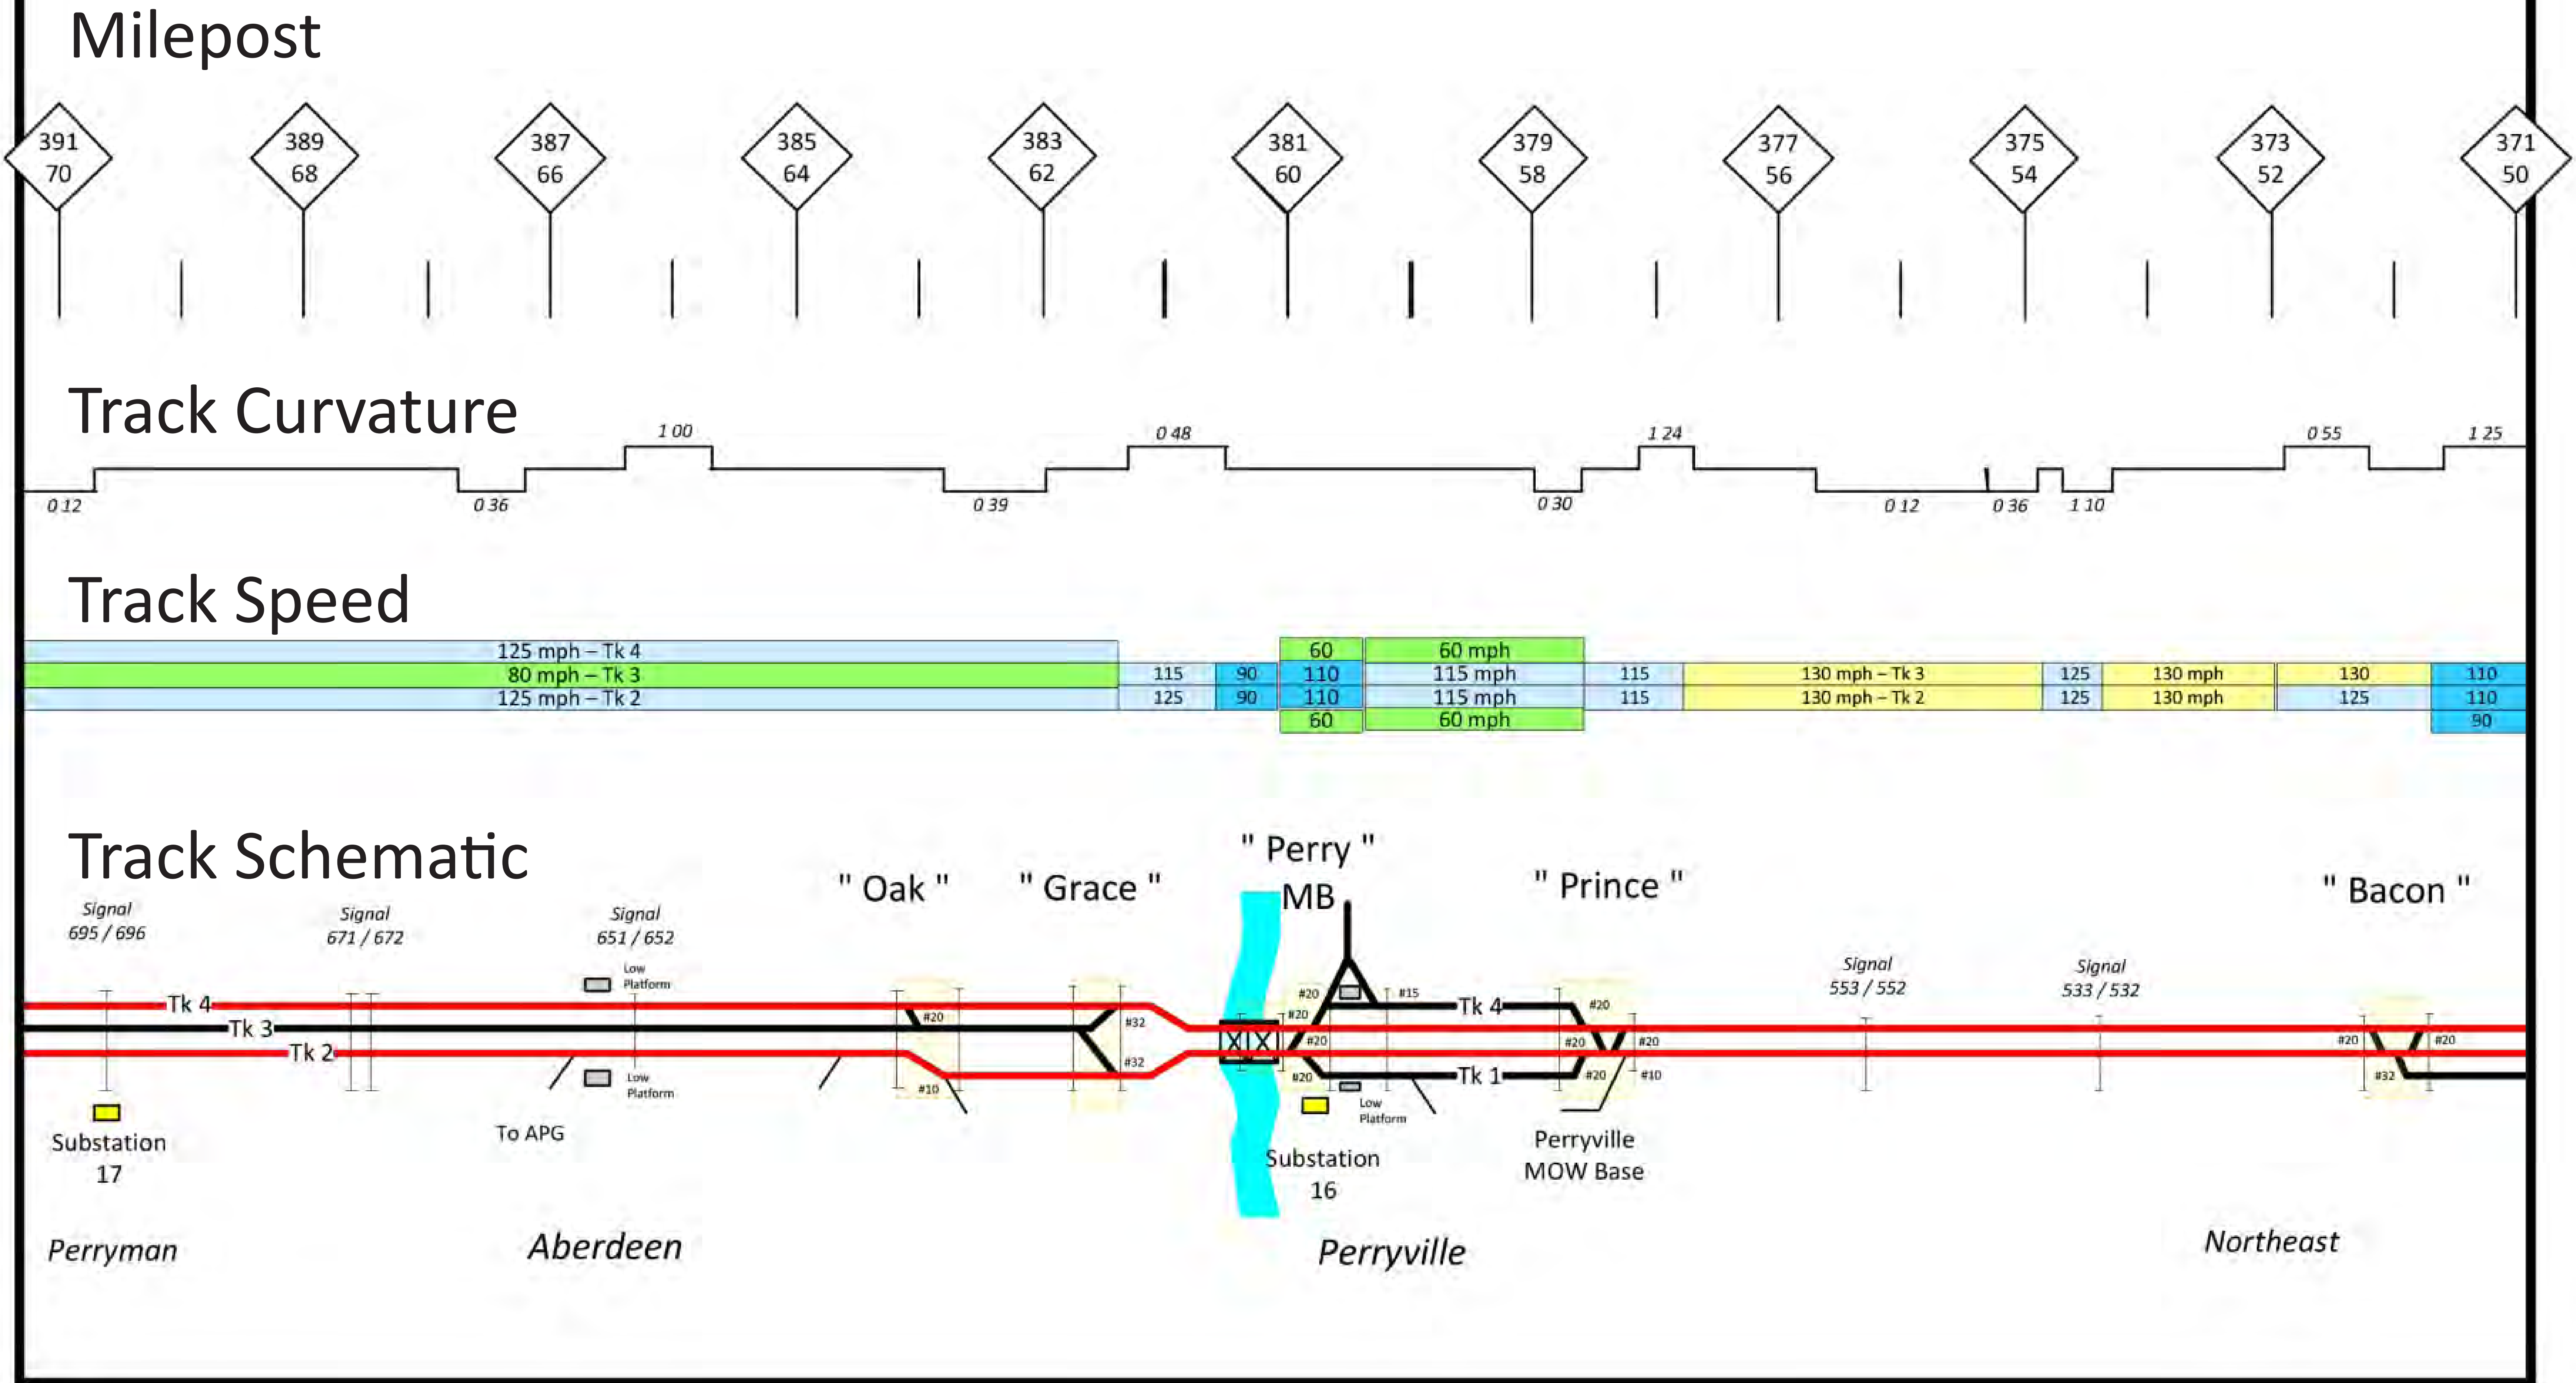 Milepost
391
70
389
68
387
66
385
64
383
62
381
60
379
58
377
56
375
54
373
52
371
50
Track Curvature
0 12
0 36
1 00
0 39
0 48
0 30
1 24
0 12
0 36
1 10
0 55
1 25
Track Speed
125 mph – Tk 4
60
60 mph
80 mph – Tk 3
115
90
110
115 mph
115
130 mph – Tk 3
125
130 mph
130
110
125 mph – Tk 2
125
90
110
115 mph
115
130 mph – Tk 2
125
130 mph
125
110
60
60 mph
90
Track Schematic
" Oak "
" Grace "
" Perry "
MB
" Prince "
" Bacon "
Signal
695 / 696
Signal
671 / 672
Signal
651 / 652
Signal
553 / 552
Signal
533 / 532
Low
Platform
Tk 4
Tk 3
Tk 2
Low
Platform
#20
#10
#32
#32
#20
#20
#20
#20
#15
Tk 4
Tk 1
#20
#20
#20
#20
#10
#20
#32
#20
Low
Platform
Substation
17
To APG
Substation
16
Perryville
MOW Base
Perryman
Aberdeen
Perryville
Northeast